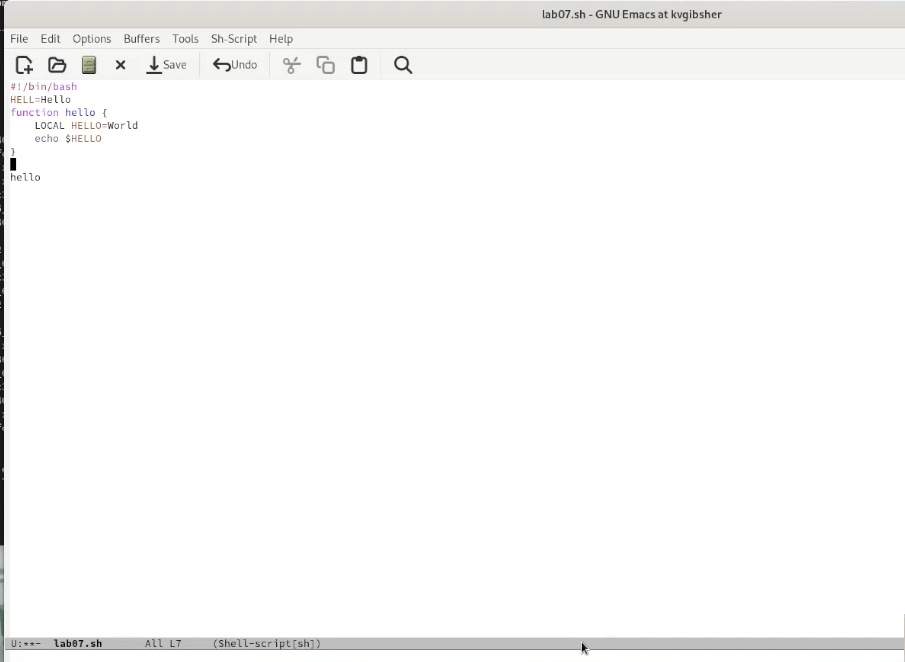 lab07.sh - GNU Emacs at kvgibsher
File Edit Options Buffers Tools Sh-Script Help
Save Undo
#!/bin/bash
HELL=Hello
function hello {
    LOCAL HELLO=World
    echo $HELLO
}
hello
U:**- lab07.sh All L7 (Shell-script[sh])